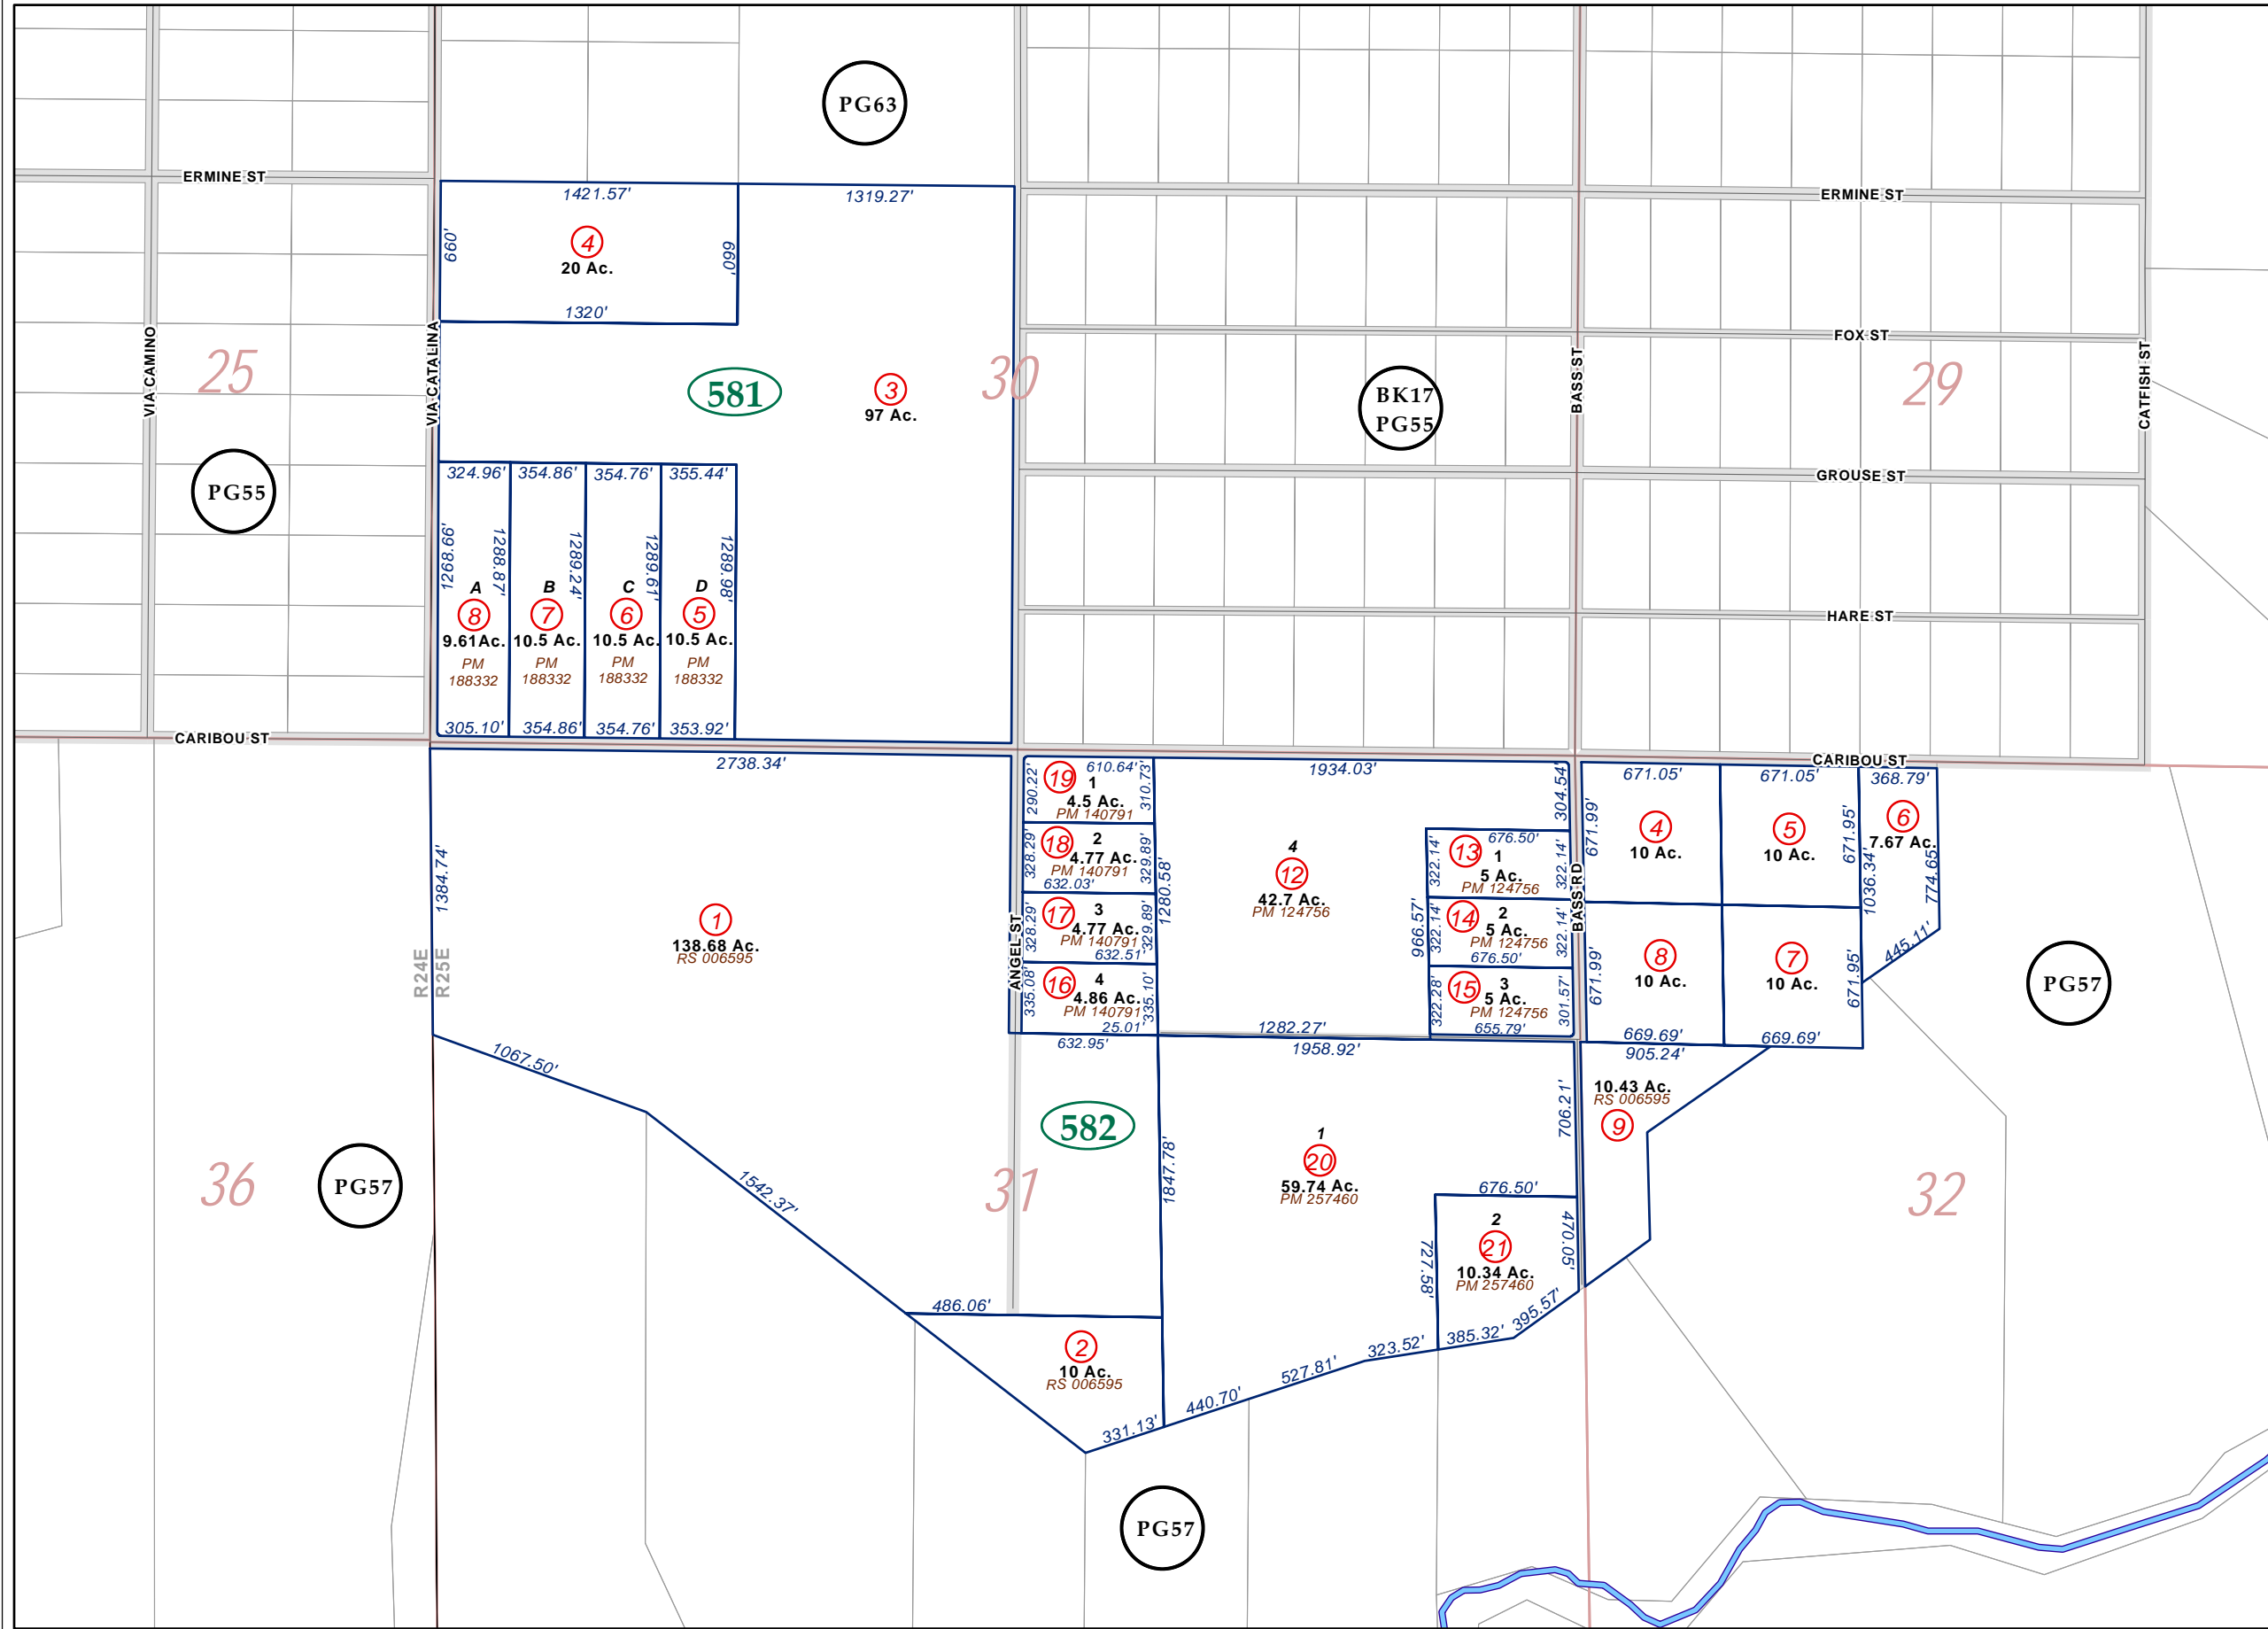 PG63
ERMINE ST
ERMINE ST
1421.57'
1319.27'
660'
660'
4
20 Ac.
1320'
FOX ST
VIA CAMINO
VIA CATALINA
BASS ST
CATFISH ST
25
581
3
97 Ac.
30
BK17
PG55
29
PG55
GROUSE ST
324.96'
354.86'
354.76'
355.44'
1268.66'
1288.87'
1289.24'
1289.61'
1289.98'
A
8
9.61Ac.
PM
188332
B
7
10.5 Ac.
PM
188332
C
6
10.5 Ac.
PM
188332
D
5
10.5 Ac.
PM
188332
HARE ST
305.10'
354.86'
354.76'
353.92'
CARIBOU ST
CARIBOU ST
2738.34'
1384.74'
1
138.68 Ac.
RS 006595
R24E
R25E
1067.50'
1542.37'
ANGEL ST
290.22'
19
610.64'
1
4.5 Ac.
PM 140791
310.73'
328.29'
18
2
4.77 Ac.
PM 140791
632.03'
329.89'
328.29'
17
3
4.77 Ac.
PM 140791
632.51'
329.89'
335.08'
16
4
4.86 Ac.
PM 140791
25.01'
335.10'
632.95'
1934.03'
304.54'
1280.58'
4
12
42.7 Ac.
PM 124756
966.57'
1282.27'
676.50'
322.14'
13
1
5 Ac.
PM 124756
322.14'
322.14'
14
2
5 Ac.
PM 124756
676.50'
322.14'
322.28'
15
3
5 Ac.
PM 124756
655.79'
301.57'
BASS RD
671.05'
671.99'
4
10 Ac.
671.05'
5
10 Ac.
671.95'
368.79'
6
7.67 Ac.
1036.34'
774.65'
445.11'
671.99'
8
10 Ac.
669.69'
7
10 Ac.
671.95'
669.69'
PG57
905.24'
10.43 Ac.
RS 006595
9
1958.92'
706.21'
582
1847.78'
1
20
59.74 Ac.
PM 257460
676.50'
727.58'
2
21
10.34 Ac.
PM 257460
470.05'
395.57'
385.32'
323.52'
527.81'
440.70'
331.13'
486.06'
2
10 Ac.
RS 006595
36
PG57
31
32
PG57